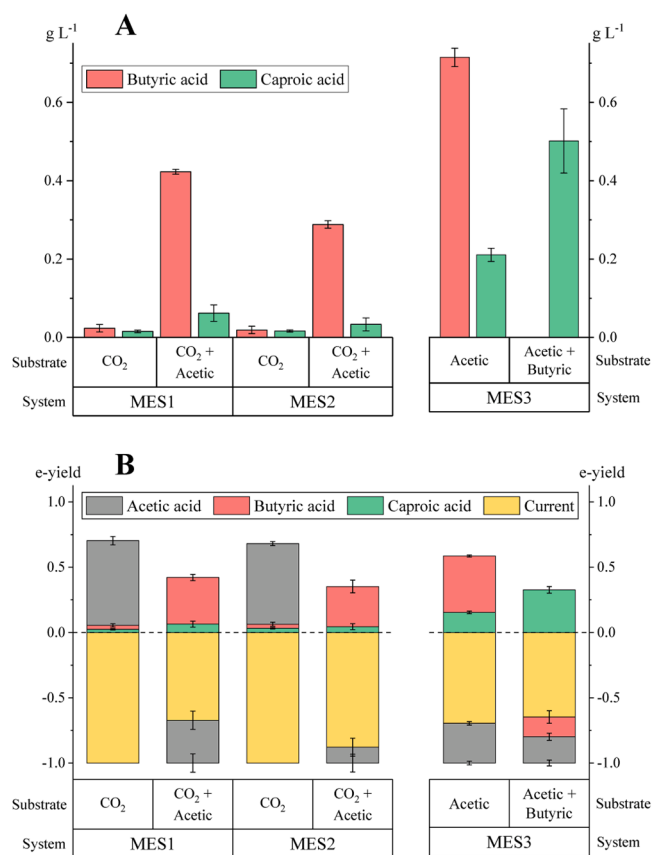 A
g L-1
g L-1
Butyric acid
Caproic acid
0.6
0.6
0.4
0.4
0.2
0.2
0.0
0.0
Substrate
CO2
CO2 +
Acetic
CO2
CO2 +
Acetic
Acetic
Acetic +
Butyric
Substrate
System
MES1
MES2
MES3
System
B
e-yield
e-yield
1.0
Acetic acid
Butyric acid
Caproic acid
Current
1.0
0.5
0.5
0.0
0.0
-0.5
-0.5
-1.0
-1.0
Substrate
CO2
CO2 +
Acetic
CO2
CO2 +
Acetic
Acetic
Acetic +
Butyric
Substrate
System
MES1
MES2
MES3
System